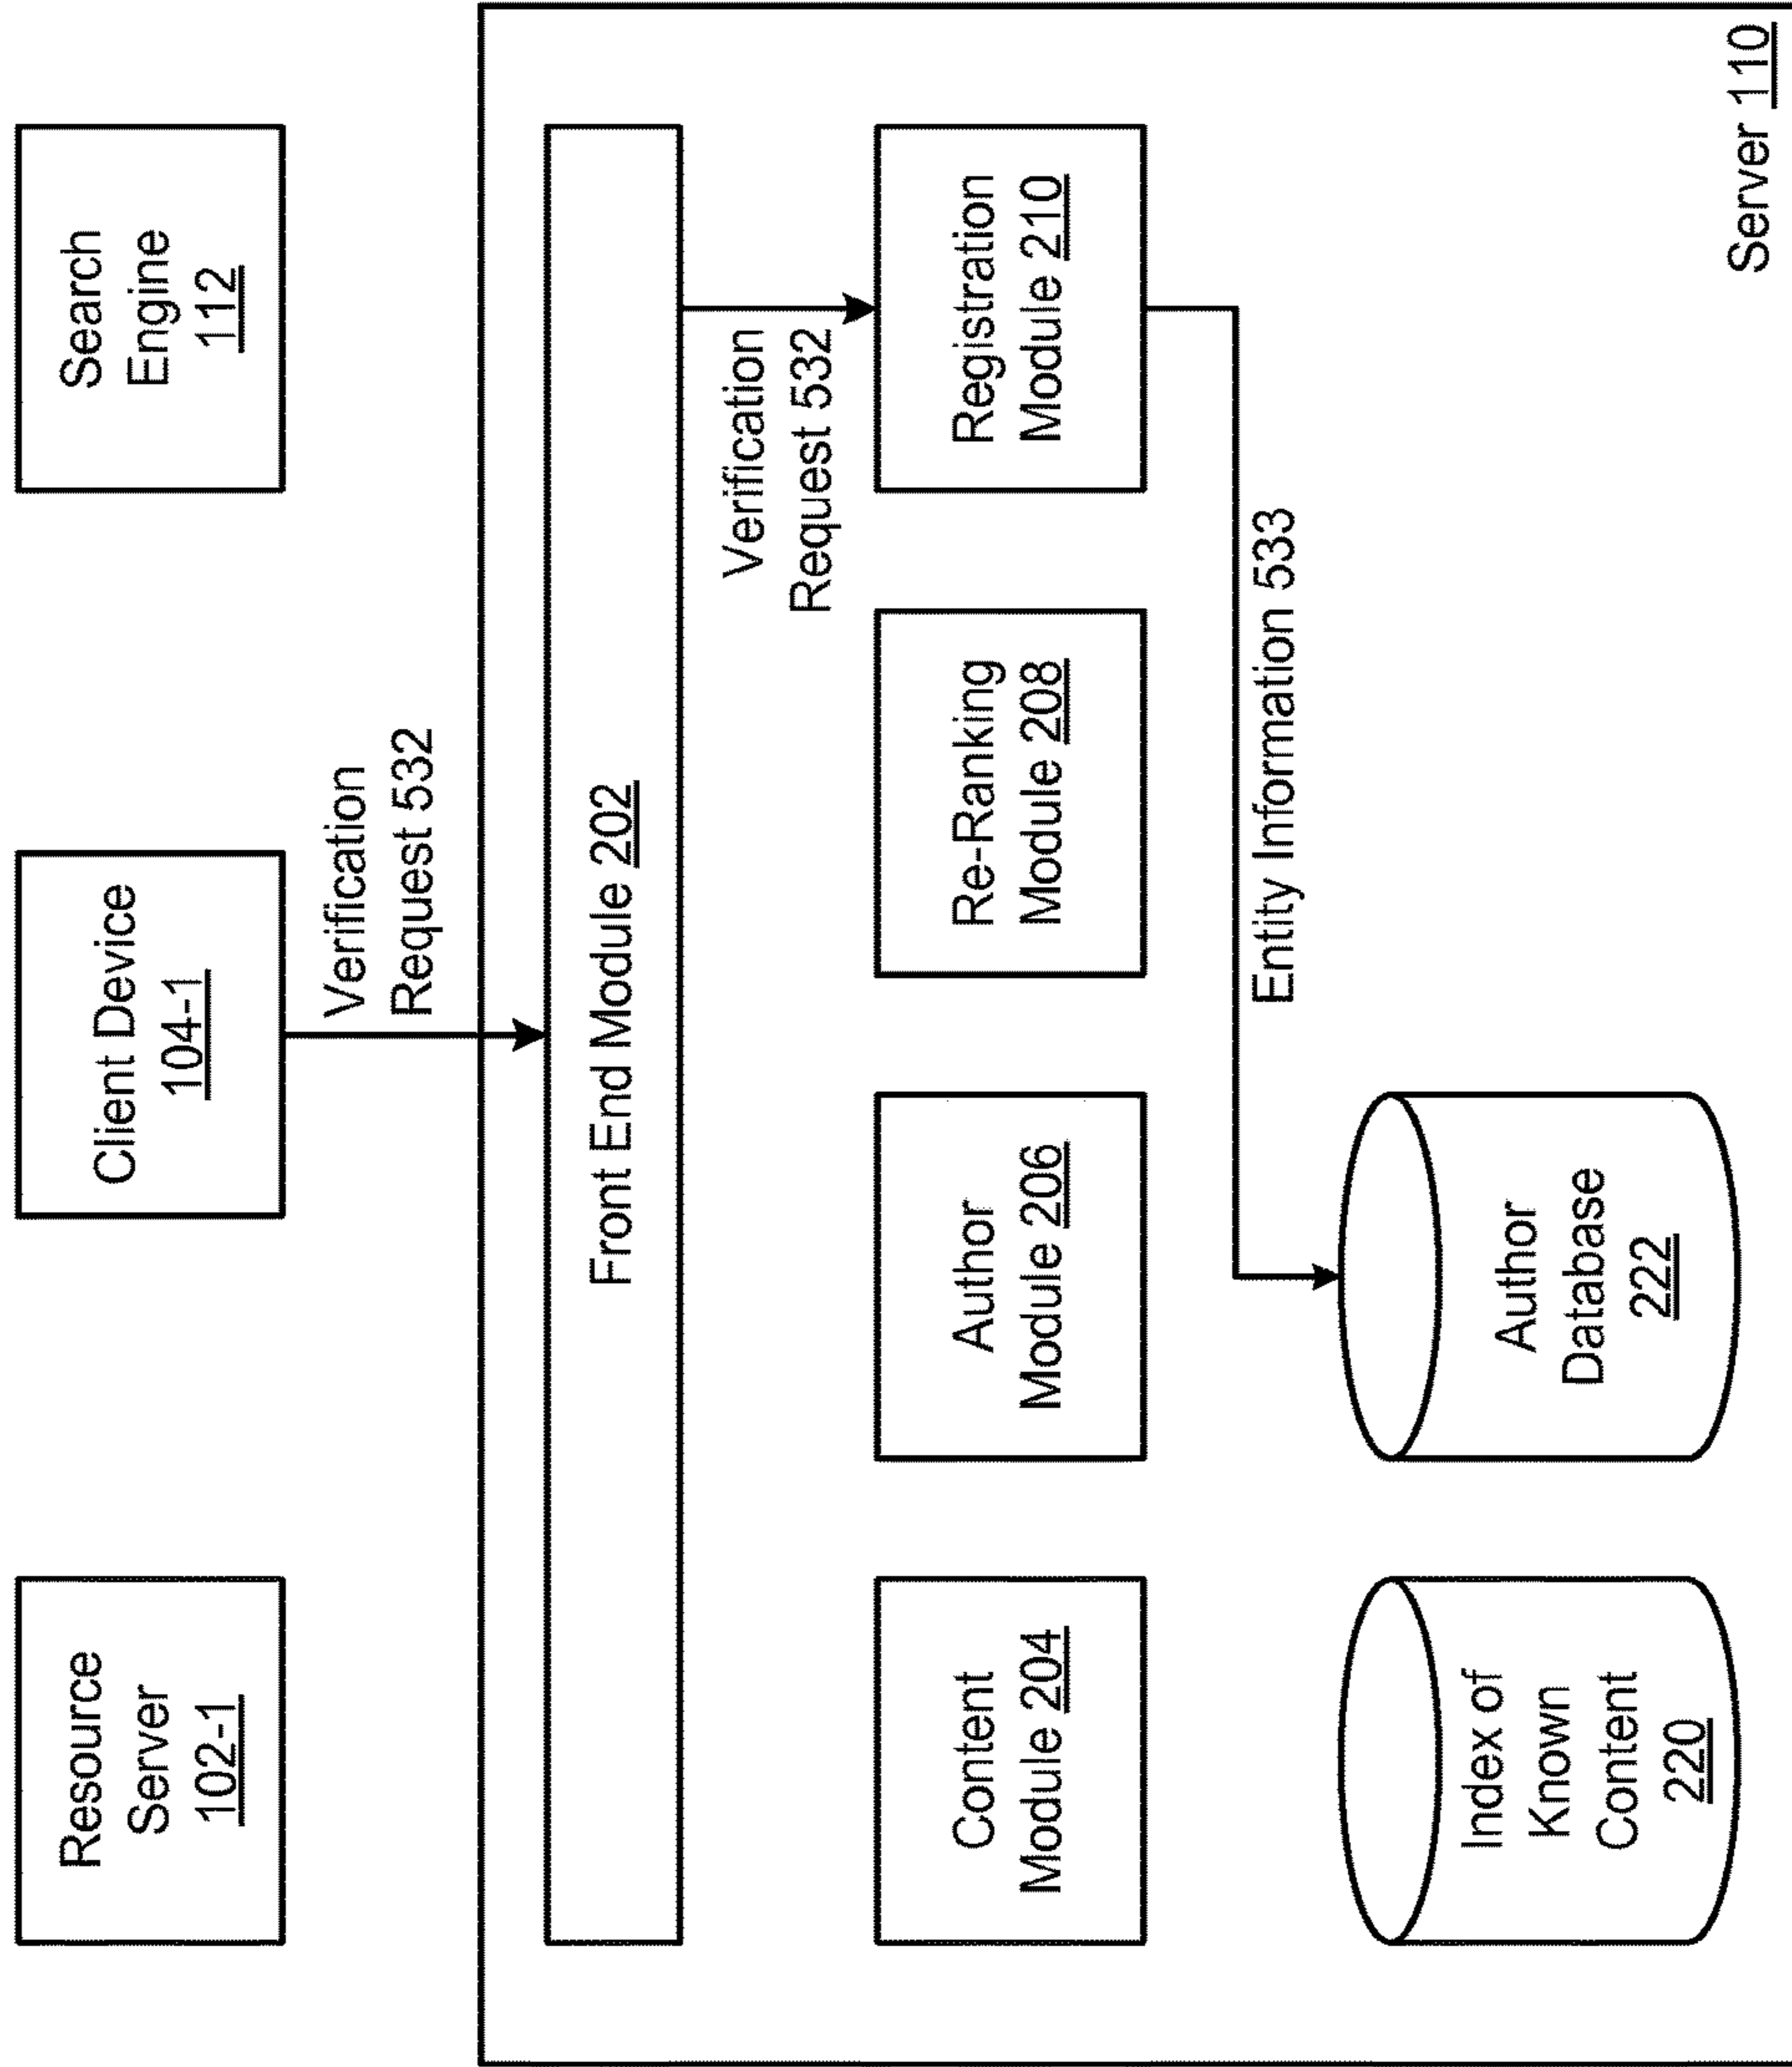 Resource
Server
102-1
Client Device
104-1
Search
Engine
112
Verification
Request 532
Front End Module 202
Verification
Request 532
Content
Module 204
Author
Module 206
Re-Ranking
Module 208
Registration
Module 210
Entity Information 533
Index of
Known
Content
220
Author
Database
222
Server 110